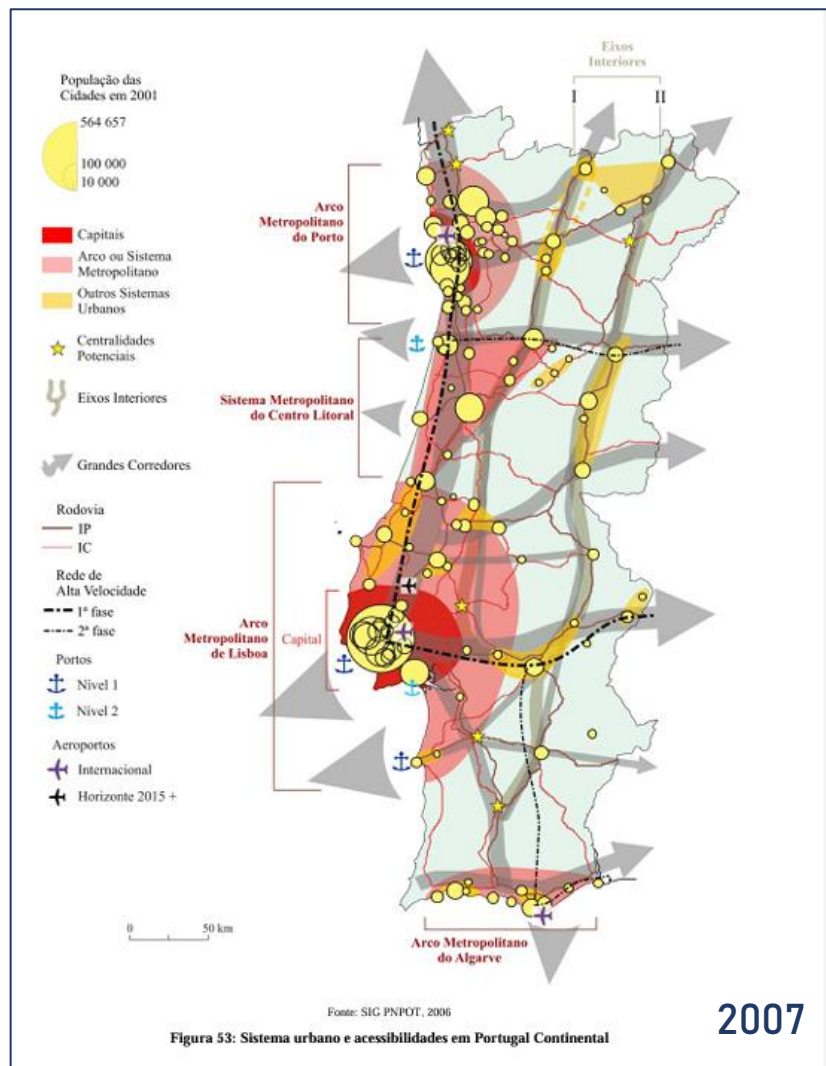 População das
Cidades em 2001
564 657
100 000
10 000
Capitais
Arco ou Sistema
Metropolitano
Outros Sistemas
Urbanos
Centralidades
Potenciais
Eixos Interiores
Grandes Corredores
Rodovia
IP
IC
Rede de
Alta Velocidade
1ª fase
2ª fase
Portos
Nível 1
Nível 2
Aeroportos
Internacional
Horizonte 2015 +
0
50 km
Eixos
Interiores
I
II
Arco
Metropolitano
do Porto
Sistema Metropolitano
do Centro Litoral
Arco
Metropolitano
de Lisboa
Capital
Arco Metropolitano
do Algarve
Fonte: SIG PNPOT, 2006
Figura 53: Sistema urbano e acessibilidades em Portugal Continental
2007